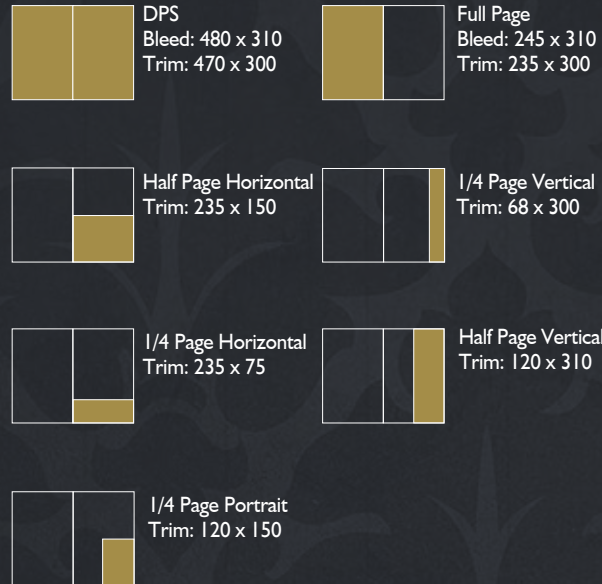 DPS
Bleed: 480 x 310
Trim: 470 x 300
Full Page
Bleed: 245 x 310
Trim: 235 x 300
Half Page Horizontal
Trim: 235 x 150
1/4 Page Vertical
Trim: 68 x 300
1/4 Page Horizontal
Trim: 235 x 75
Half Page Vertical
Trim: 120 x 310
1/4 Page Portrait
Trim: 120 x 150